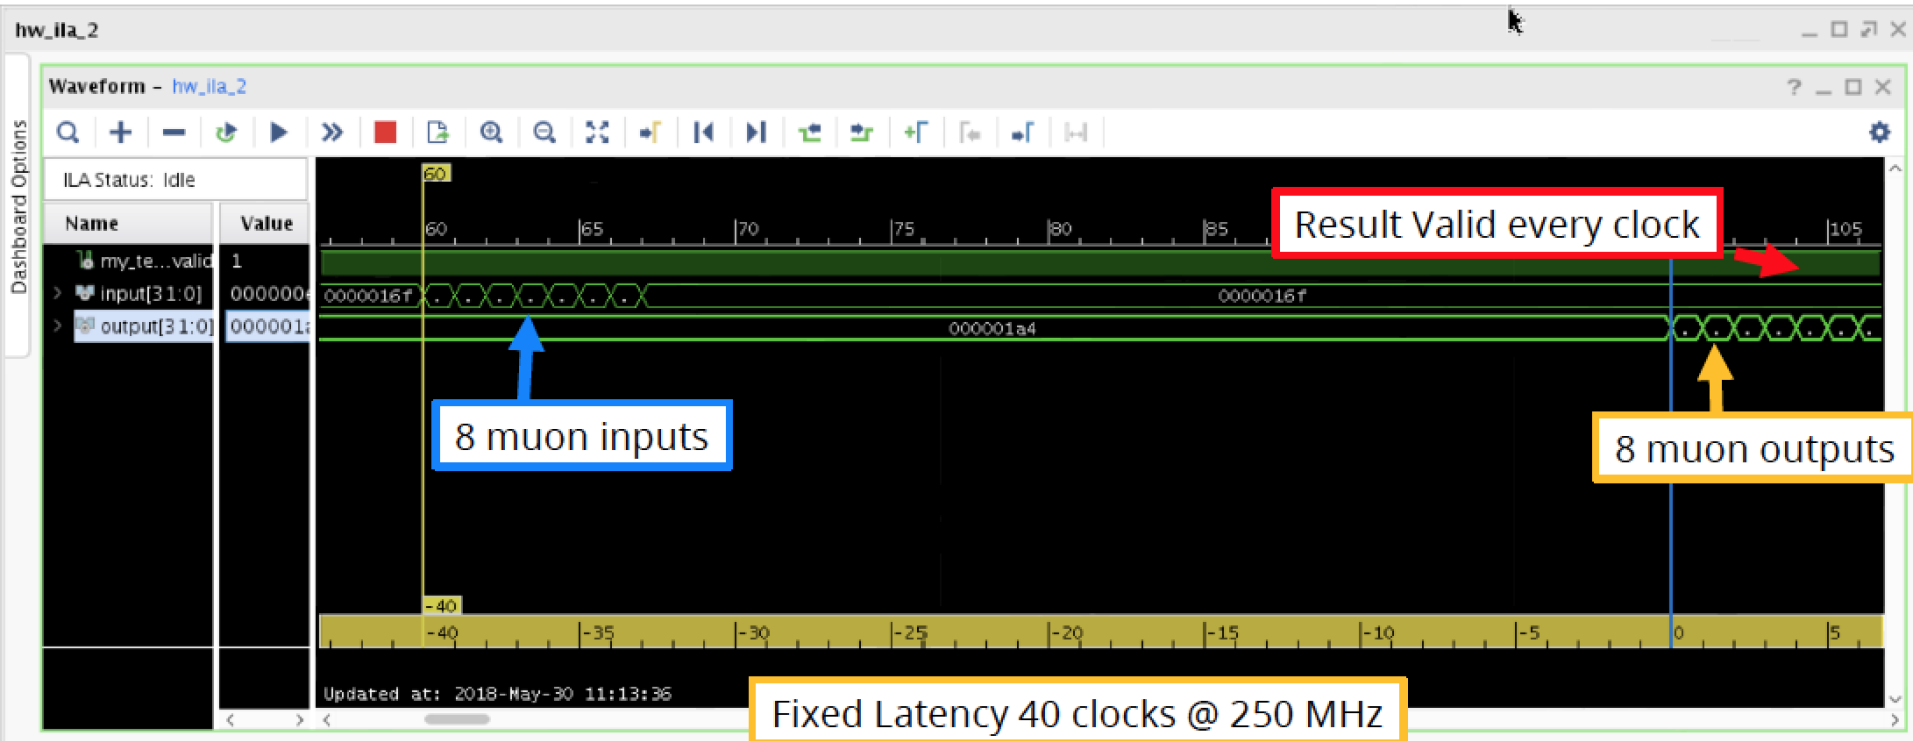 hw_ila_2
Waveform - hw_ila_2
?
Dashboard Options
ILA Status: Idle
Name Value
60
60 65 70 75 80 85 105
Result Valid every clock
my_te...valid 1
input[31:0] 000000e 0000016f . . . . . . . 0000016f
output[31:0] 000001a 000001a4 . . . . . . .
8 muon inputs
8 muon outputs
-40
-40 -35 -30 -25 -20 -15 -10 -5 0 5
Updated at: 2018-May-30 11:13:36
Fixed Latency 40 clocks @ 250 MHz